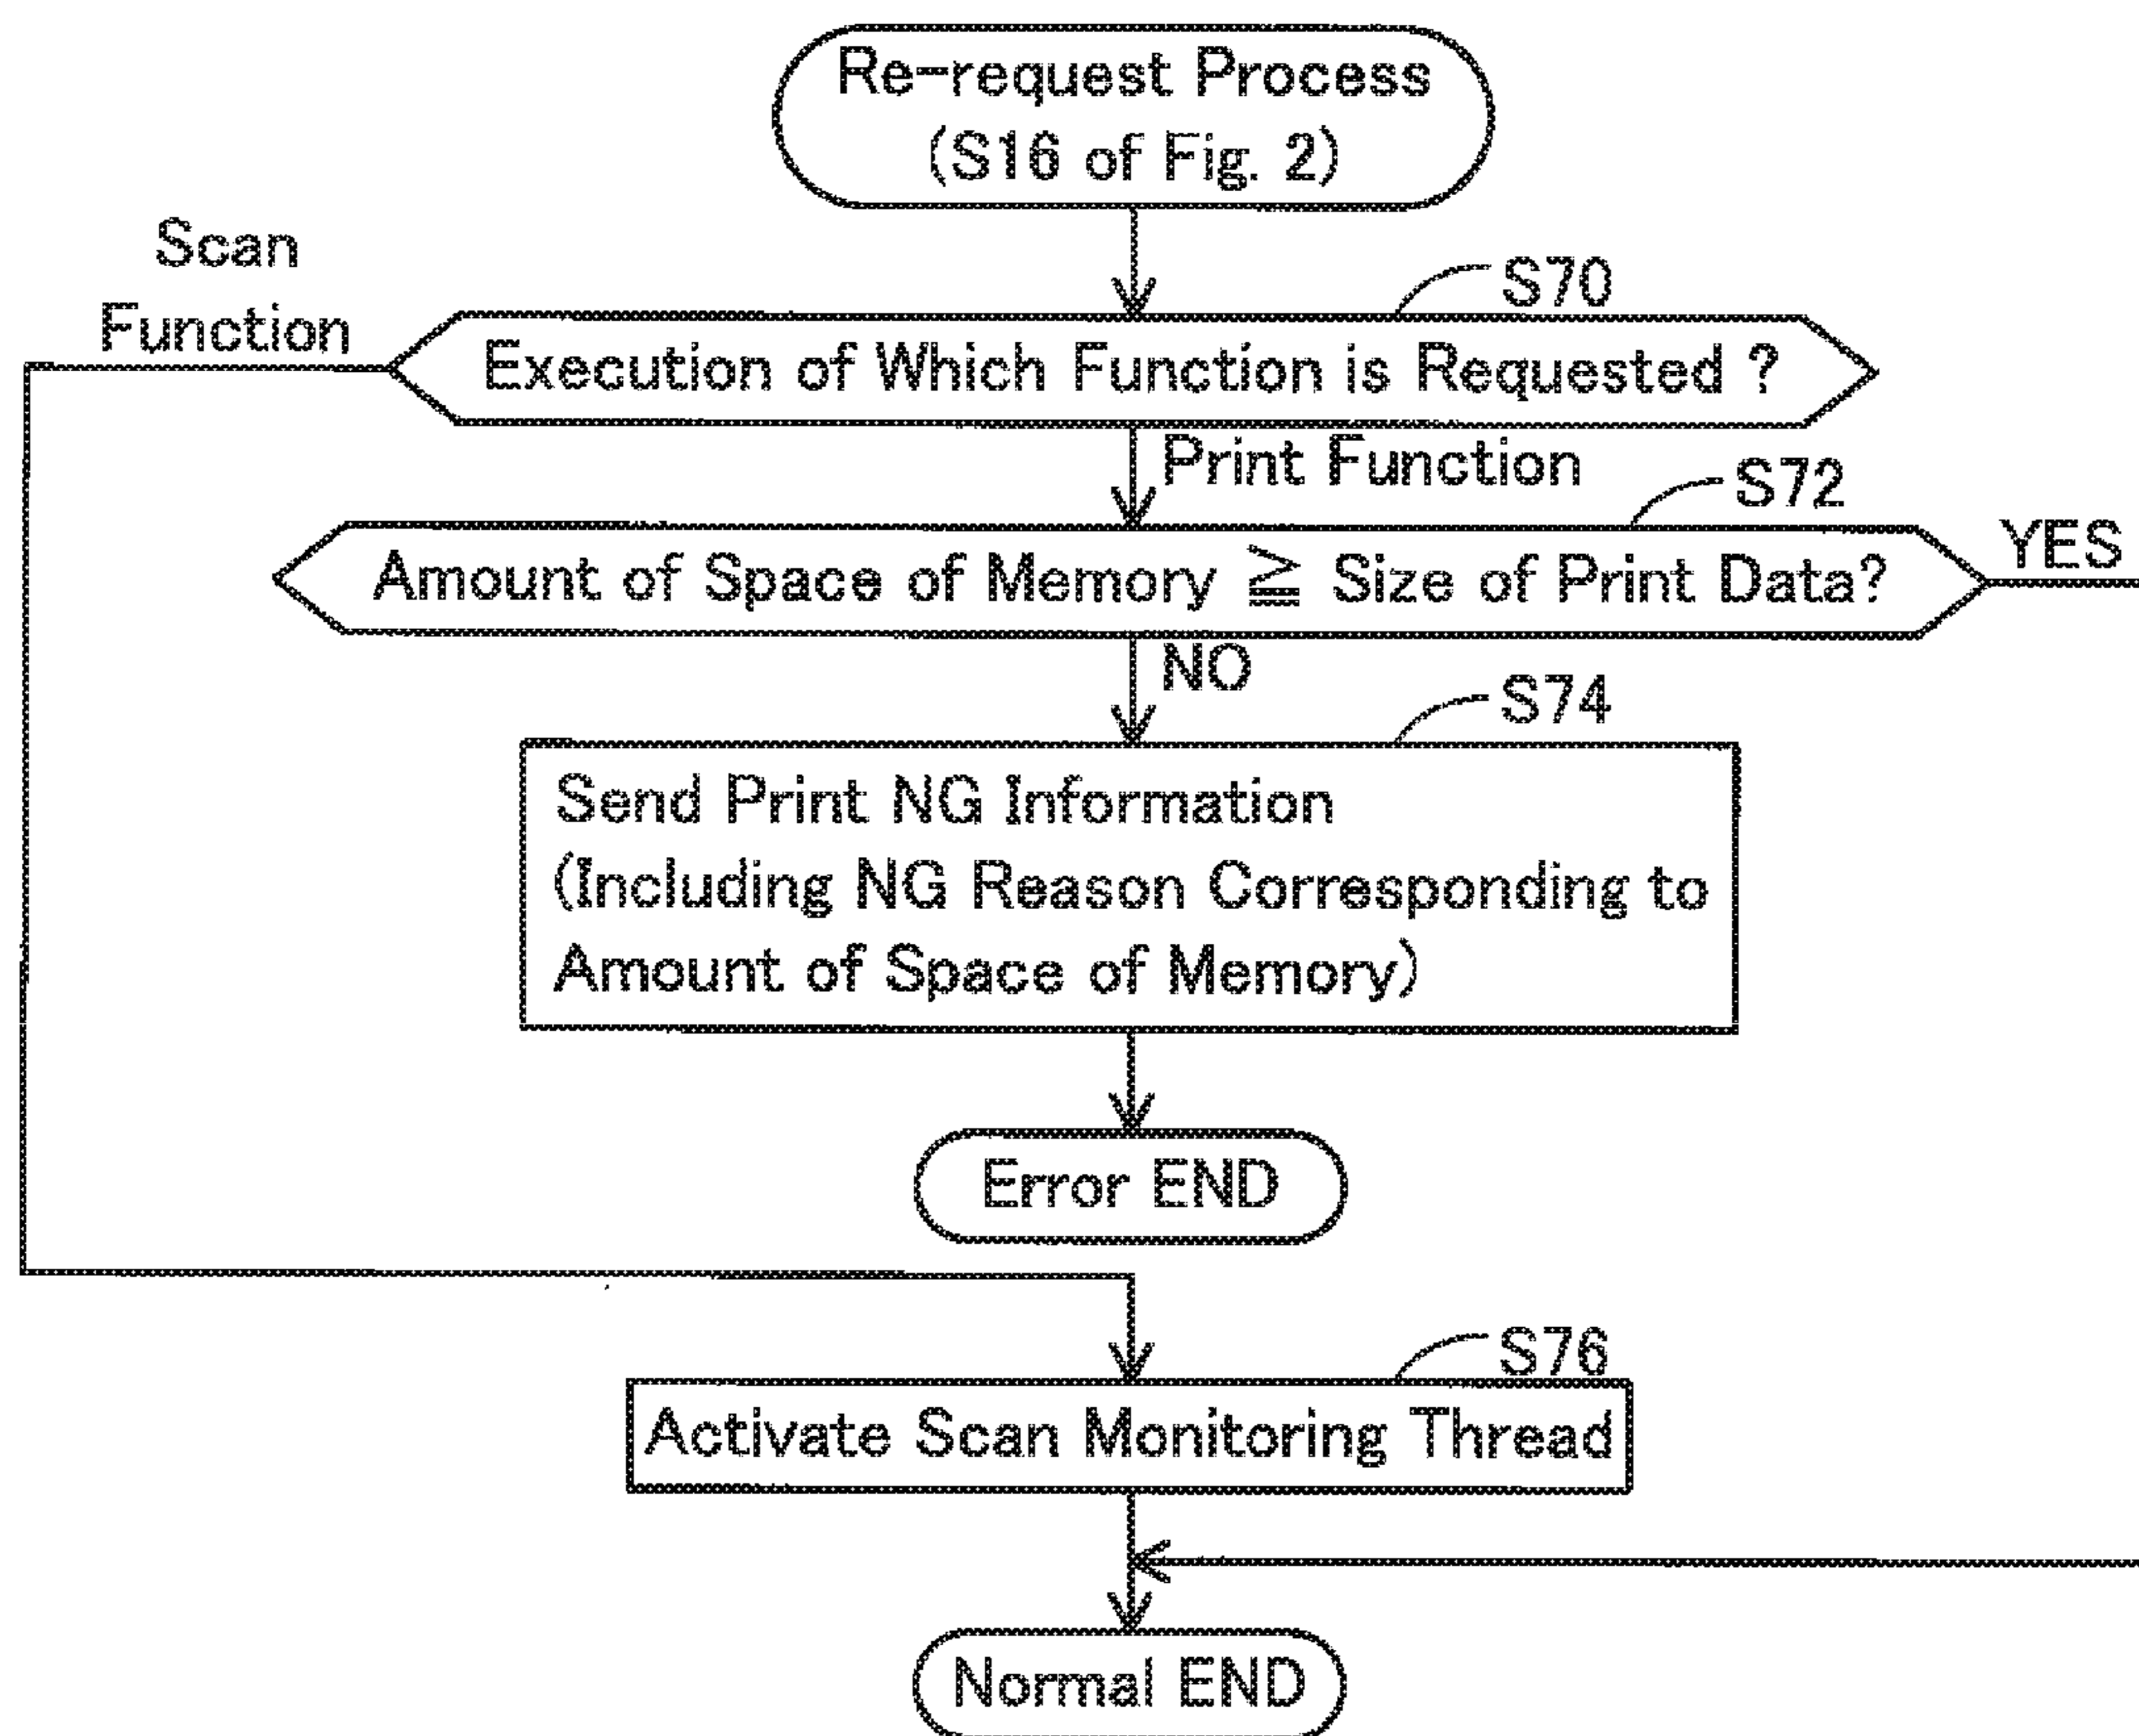 Re-request Process
(S16 of Fig. 2)
Scan
Function
S70
Execution of Which Function is Requested ?
Print Function
S72
Amount of Space of Memory ≧ Size of Print Data?
YES
NO
S74
Send Print NG Information
(Including NG Reason Corresponding to
Amount of Space of Memory)
Error END
S76
Activate Scan Monitoring Thread
Normal END